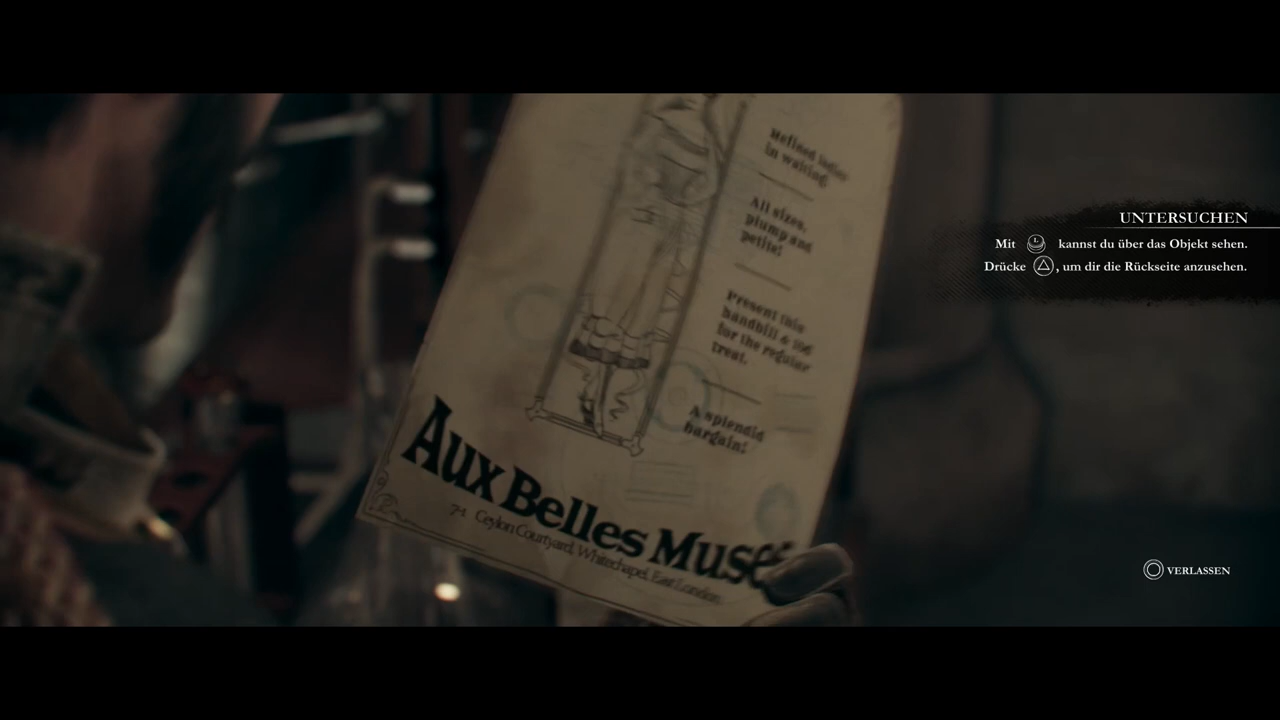 Refined ladies
in waiting.
All sizes,
plump and
petite!
Present this
handbill &
for the regular
treat.
A splendid
bargain!
Aux Belles Muses
74 Ceylon Courtyard, Whitechapel, East London
UNTERSUCHEN
Mit L kannst du über das Objekt sehen.
Drücke , um dir die Rückseite anzusehen.
VERLASSEN